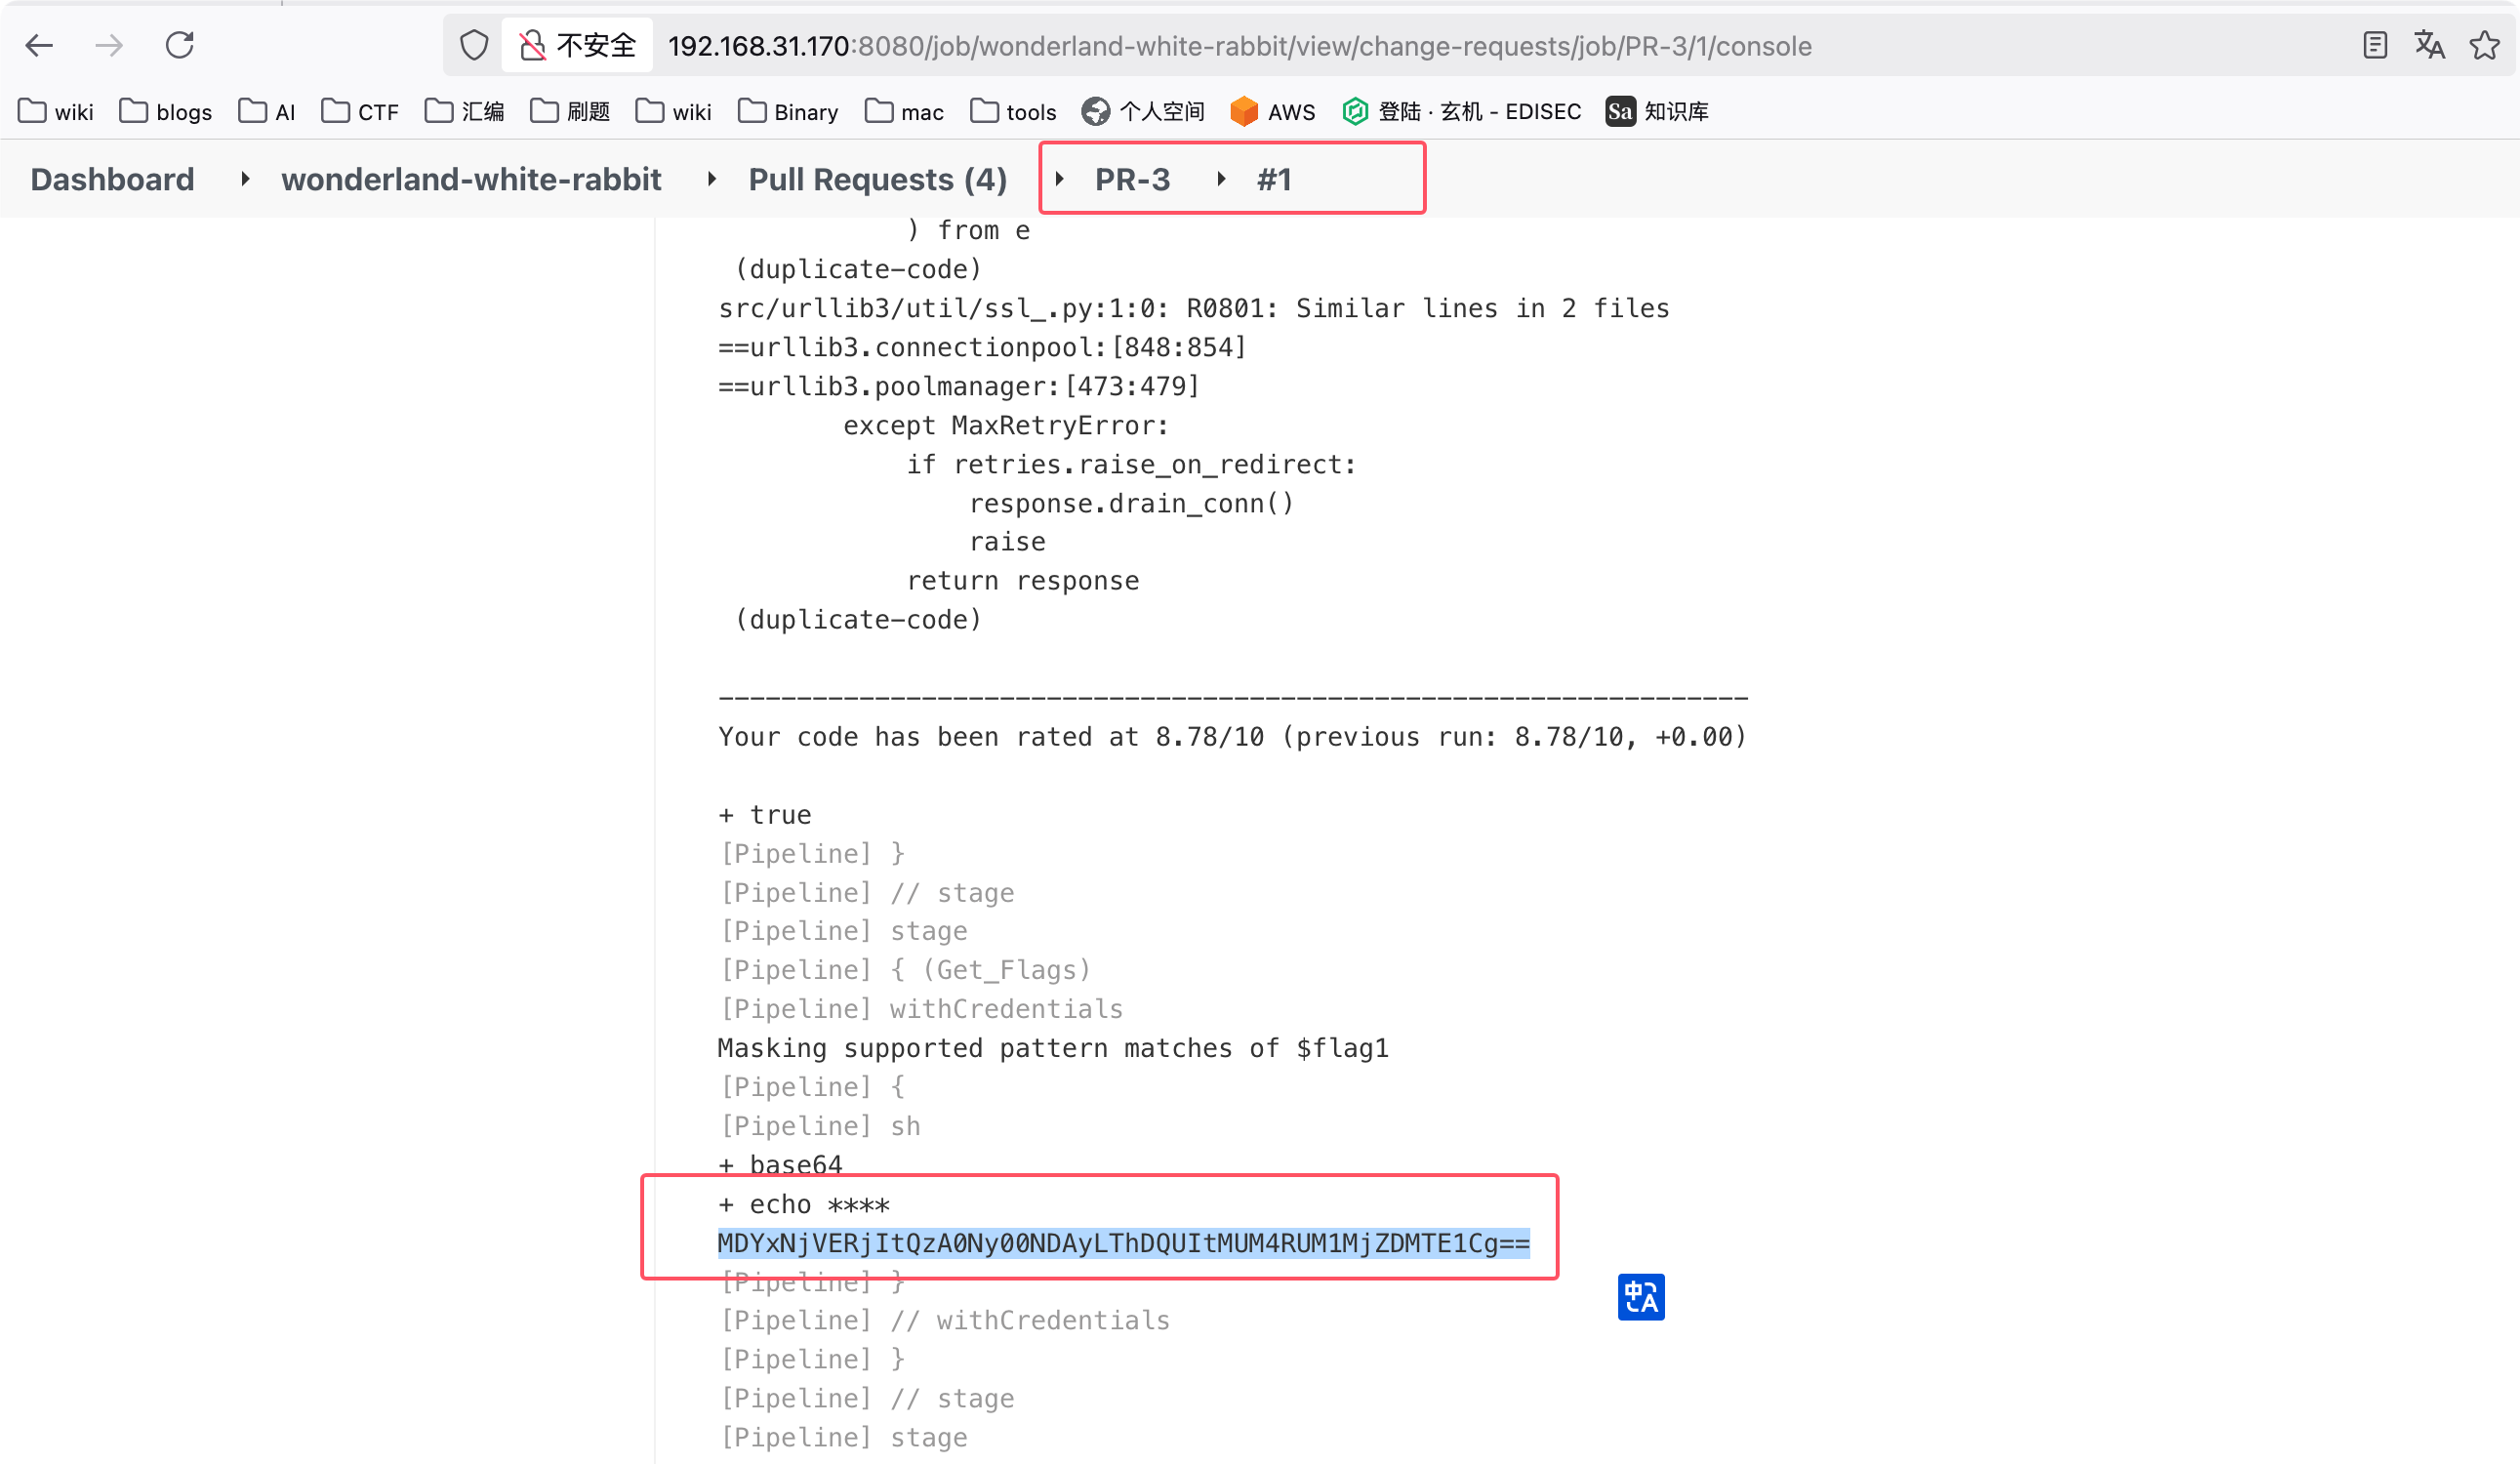 不安全 192.168.31.170:8080/job/wonderland-white-rabbit/view/change-requests/job/PR-3/1/console
wiki blogs AI CTF 汇编 刷题 wiki Binary mac tools 个人空间 AWS 登陆 · 玄机 - EDISEC Sa 知识库
Dashboard wonderland-white-rabbit Pull Requests (4) PR-3 #1
) from e
(duplicate-code)
src/urllib3/util/ssl_.py:1:0: R0801: Similar lines in 2 files
==urllib3.connectionpool:[848:854]
==urllib3.poolmanager:[473:479]
except MaxRetryError:
if retries.raise_on_redirect:
response.drain_conn()
raise
return response
(duplicate-code)
------------------------------------------------------------------
Your code has been rated at 8.78/10 (previous run: 8.78/10, +0.00)
+ true
[Pipeline] }
[Pipeline] // stage
[Pipeline] stage
[Pipeline] { (Get_Flags)
[Pipeline] withCredentials
Masking supported pattern matches of $flag1
[Pipeline] {
[Pipeline] sh
+ base64
+ echo ****
MDYxNjVERjItQzA0Ny00NDAyLThDQUItMUM4RUM1MjZDMTE1Cg==
[Pipeline] }
[Pipeline] // withCredentials
[Pipeline] }
[Pipeline] // stage
[Pipeline] stage
中A